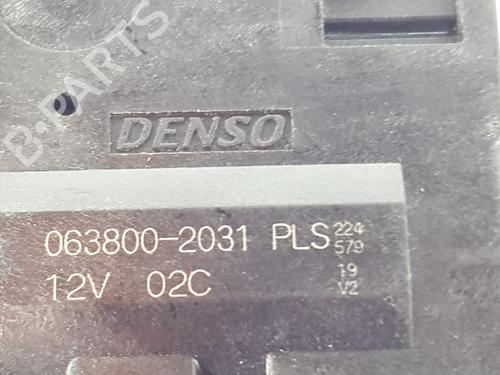 B-PARTS
DENSO
063800-2031 PLS 224
579
12V 02C 19
V2